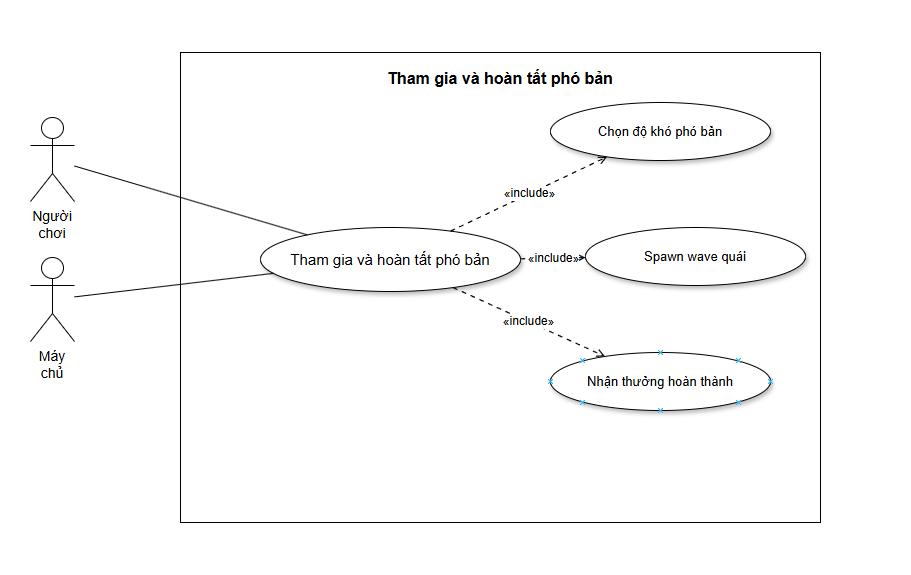 Tham gia và hoàn tất phó bản
Chọn độ khó phó bản
«include»
Người
chơi
Tham gia và hoàn tất phó bản
«include»
Spawn wave quái
«include»
Máy
chủ
Nhận thưởng hoàn thành